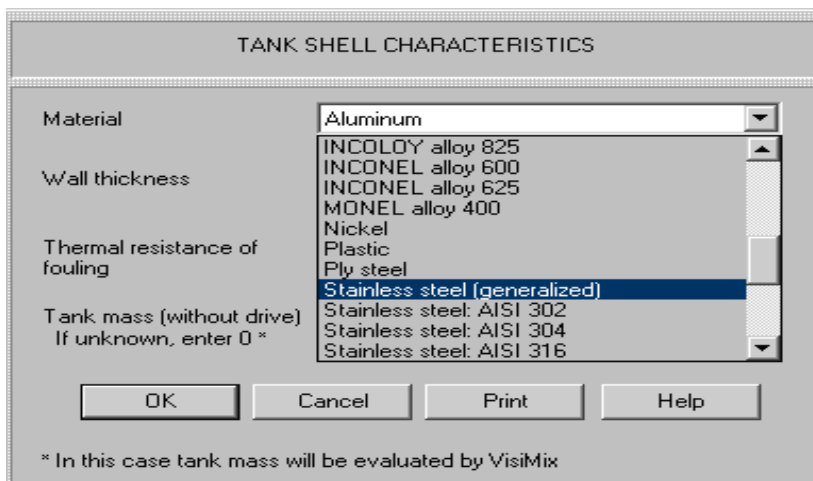 TANK SHELL CHARACTERISTICS
Material
Aluminum
INCOLOY alloy 825
INCONEL alloy 600
Wall thickness
INCONEL alloy 625
MONEL alloy 400
Nickel
Thermal resistance of
fouling
Plastic
Ply steel
Stainless steel (generalized)
Tank mass (without drive)
If unknown, enter 0 *
Stainless steel: AISI 302
Stainless steel: AISI 304
Stainless steel: AISI 316
OK
Cancel
Print
Help
* In this case tank mass will be evaluated by VisiMix